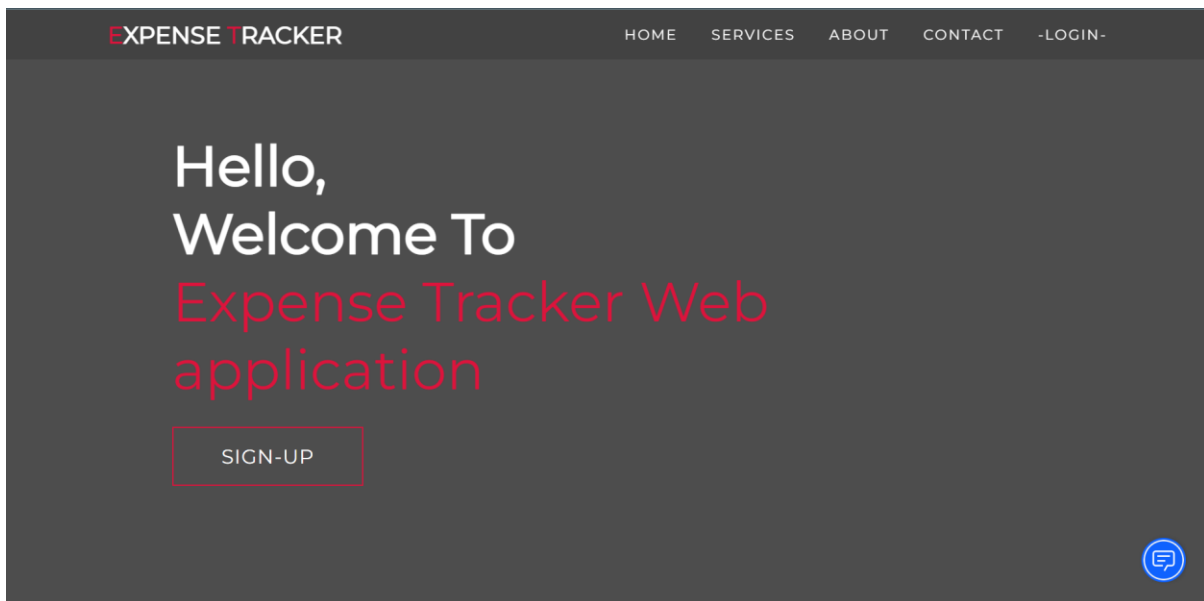 EXPENSE TRACKER
HOME SERVICES ABOUT CONTACT -LOGIN-
Hello,
Welcome To
Expense Tracker Web
application
SIGN-UP